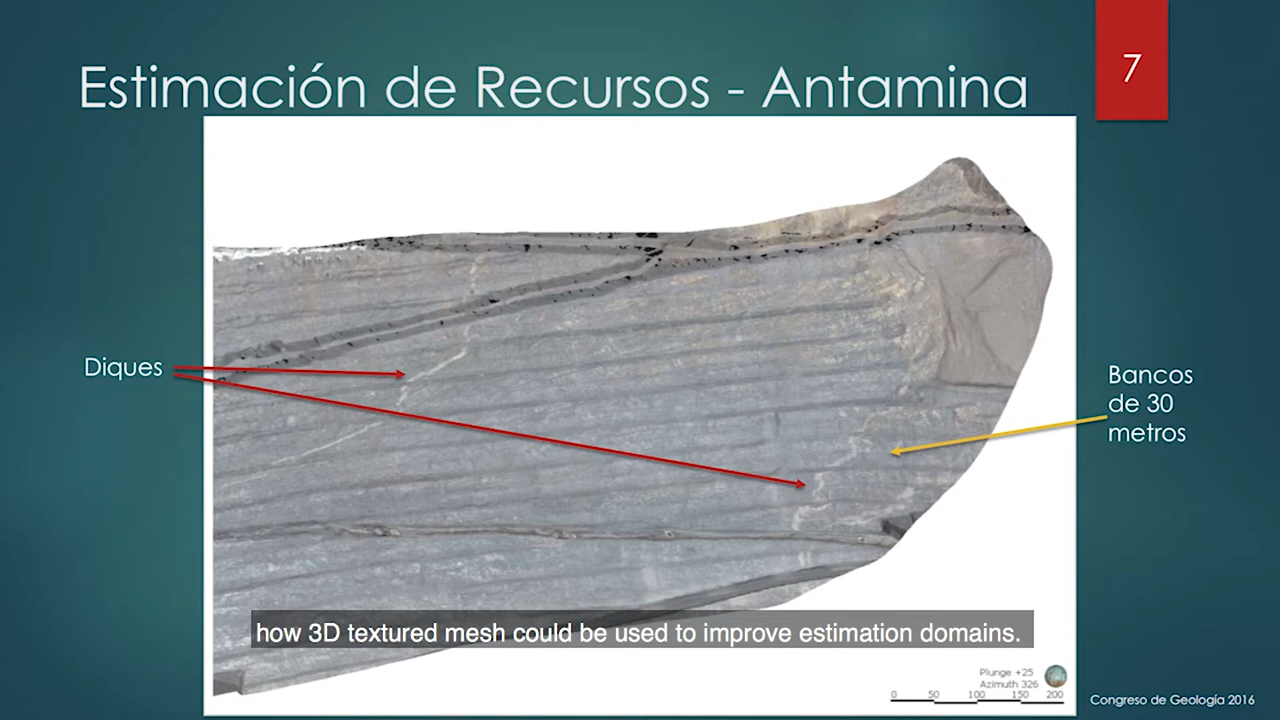 Estimación de Recursos - Antamina
7
Diques
Bancos
de 30
metros
how 3D textured mesh could be used to improve estimation domains.
Plunge +25
Azimuth 326
0 50 100 150 200
Congreso de Geología 2016